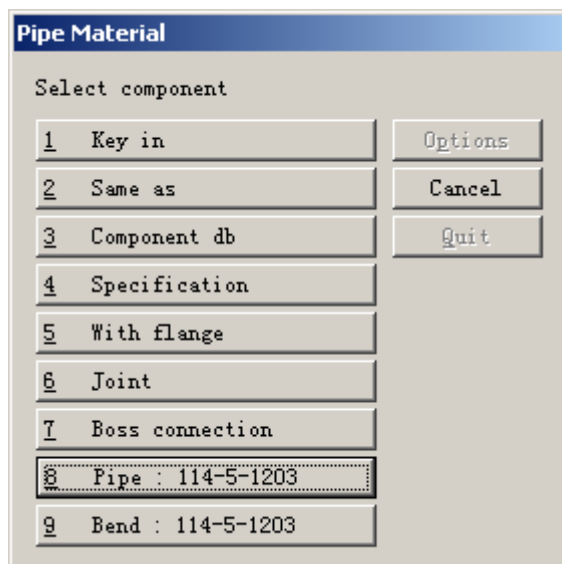 Pipe Material
Select component
1 Key in
Options
2 Same as
Cancel
3 Component db
Quit
4 Specification
5 With flange
6 Joint
7 Boss connection
8 Pipe : 114-5-1203
9 Bend : 114-5-1203